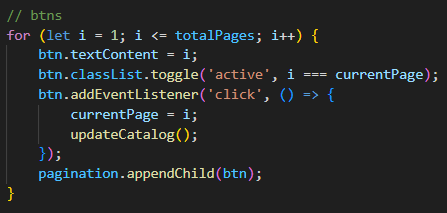 // btns
for (let i = 1; i <= totalPages; i++) {
    btn.textContent = i;
    btn.classList.toggle('active', i === currentPage);
    btn.addEventListener('click', () => {
        currentPage = i;
        updateCatalog();
    });
    pagination.appendChild(btn);
}